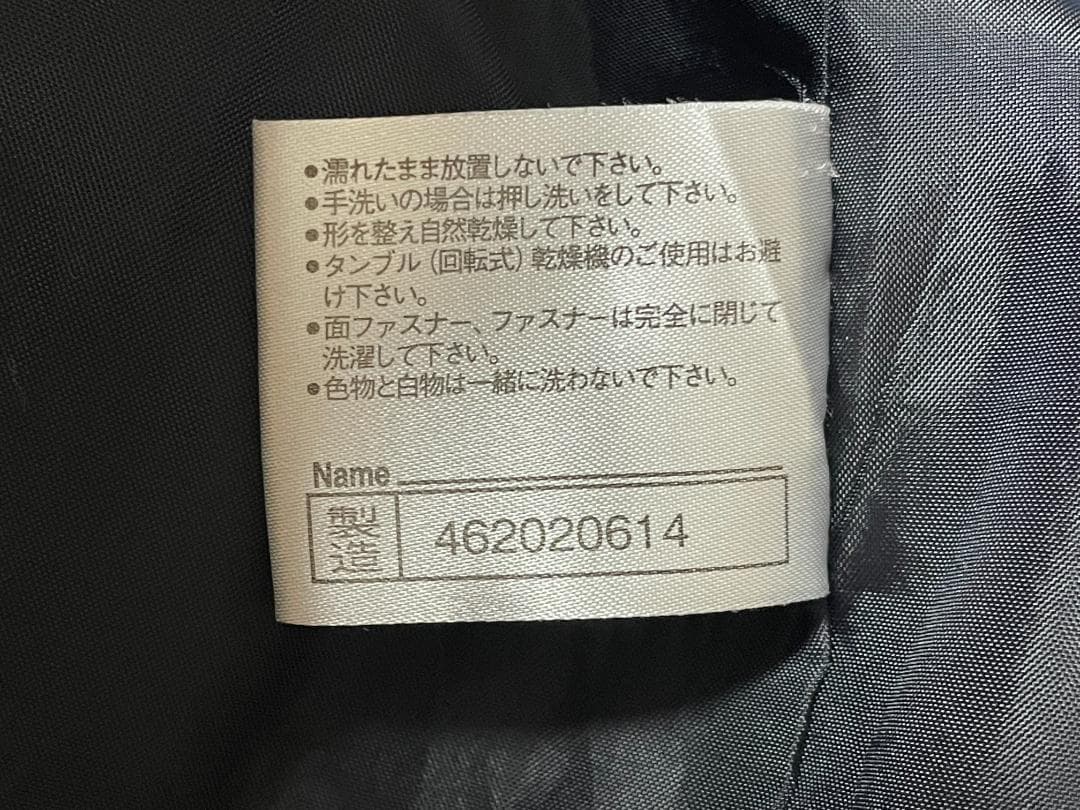 ●濡れたまま放置しないで下さい。
●手洗いの場合は押し洗いをして下さい。
●形を整え自然乾燥して下さい。
●タンブル(回転式)乾燥機のご使用はお避
け下さい。
●面ファスナー、ファスナーは完全に閉じて
洗濯して下さい。
●色物と白物は一緒に洗わないで下さい。
Name
製造 462020614